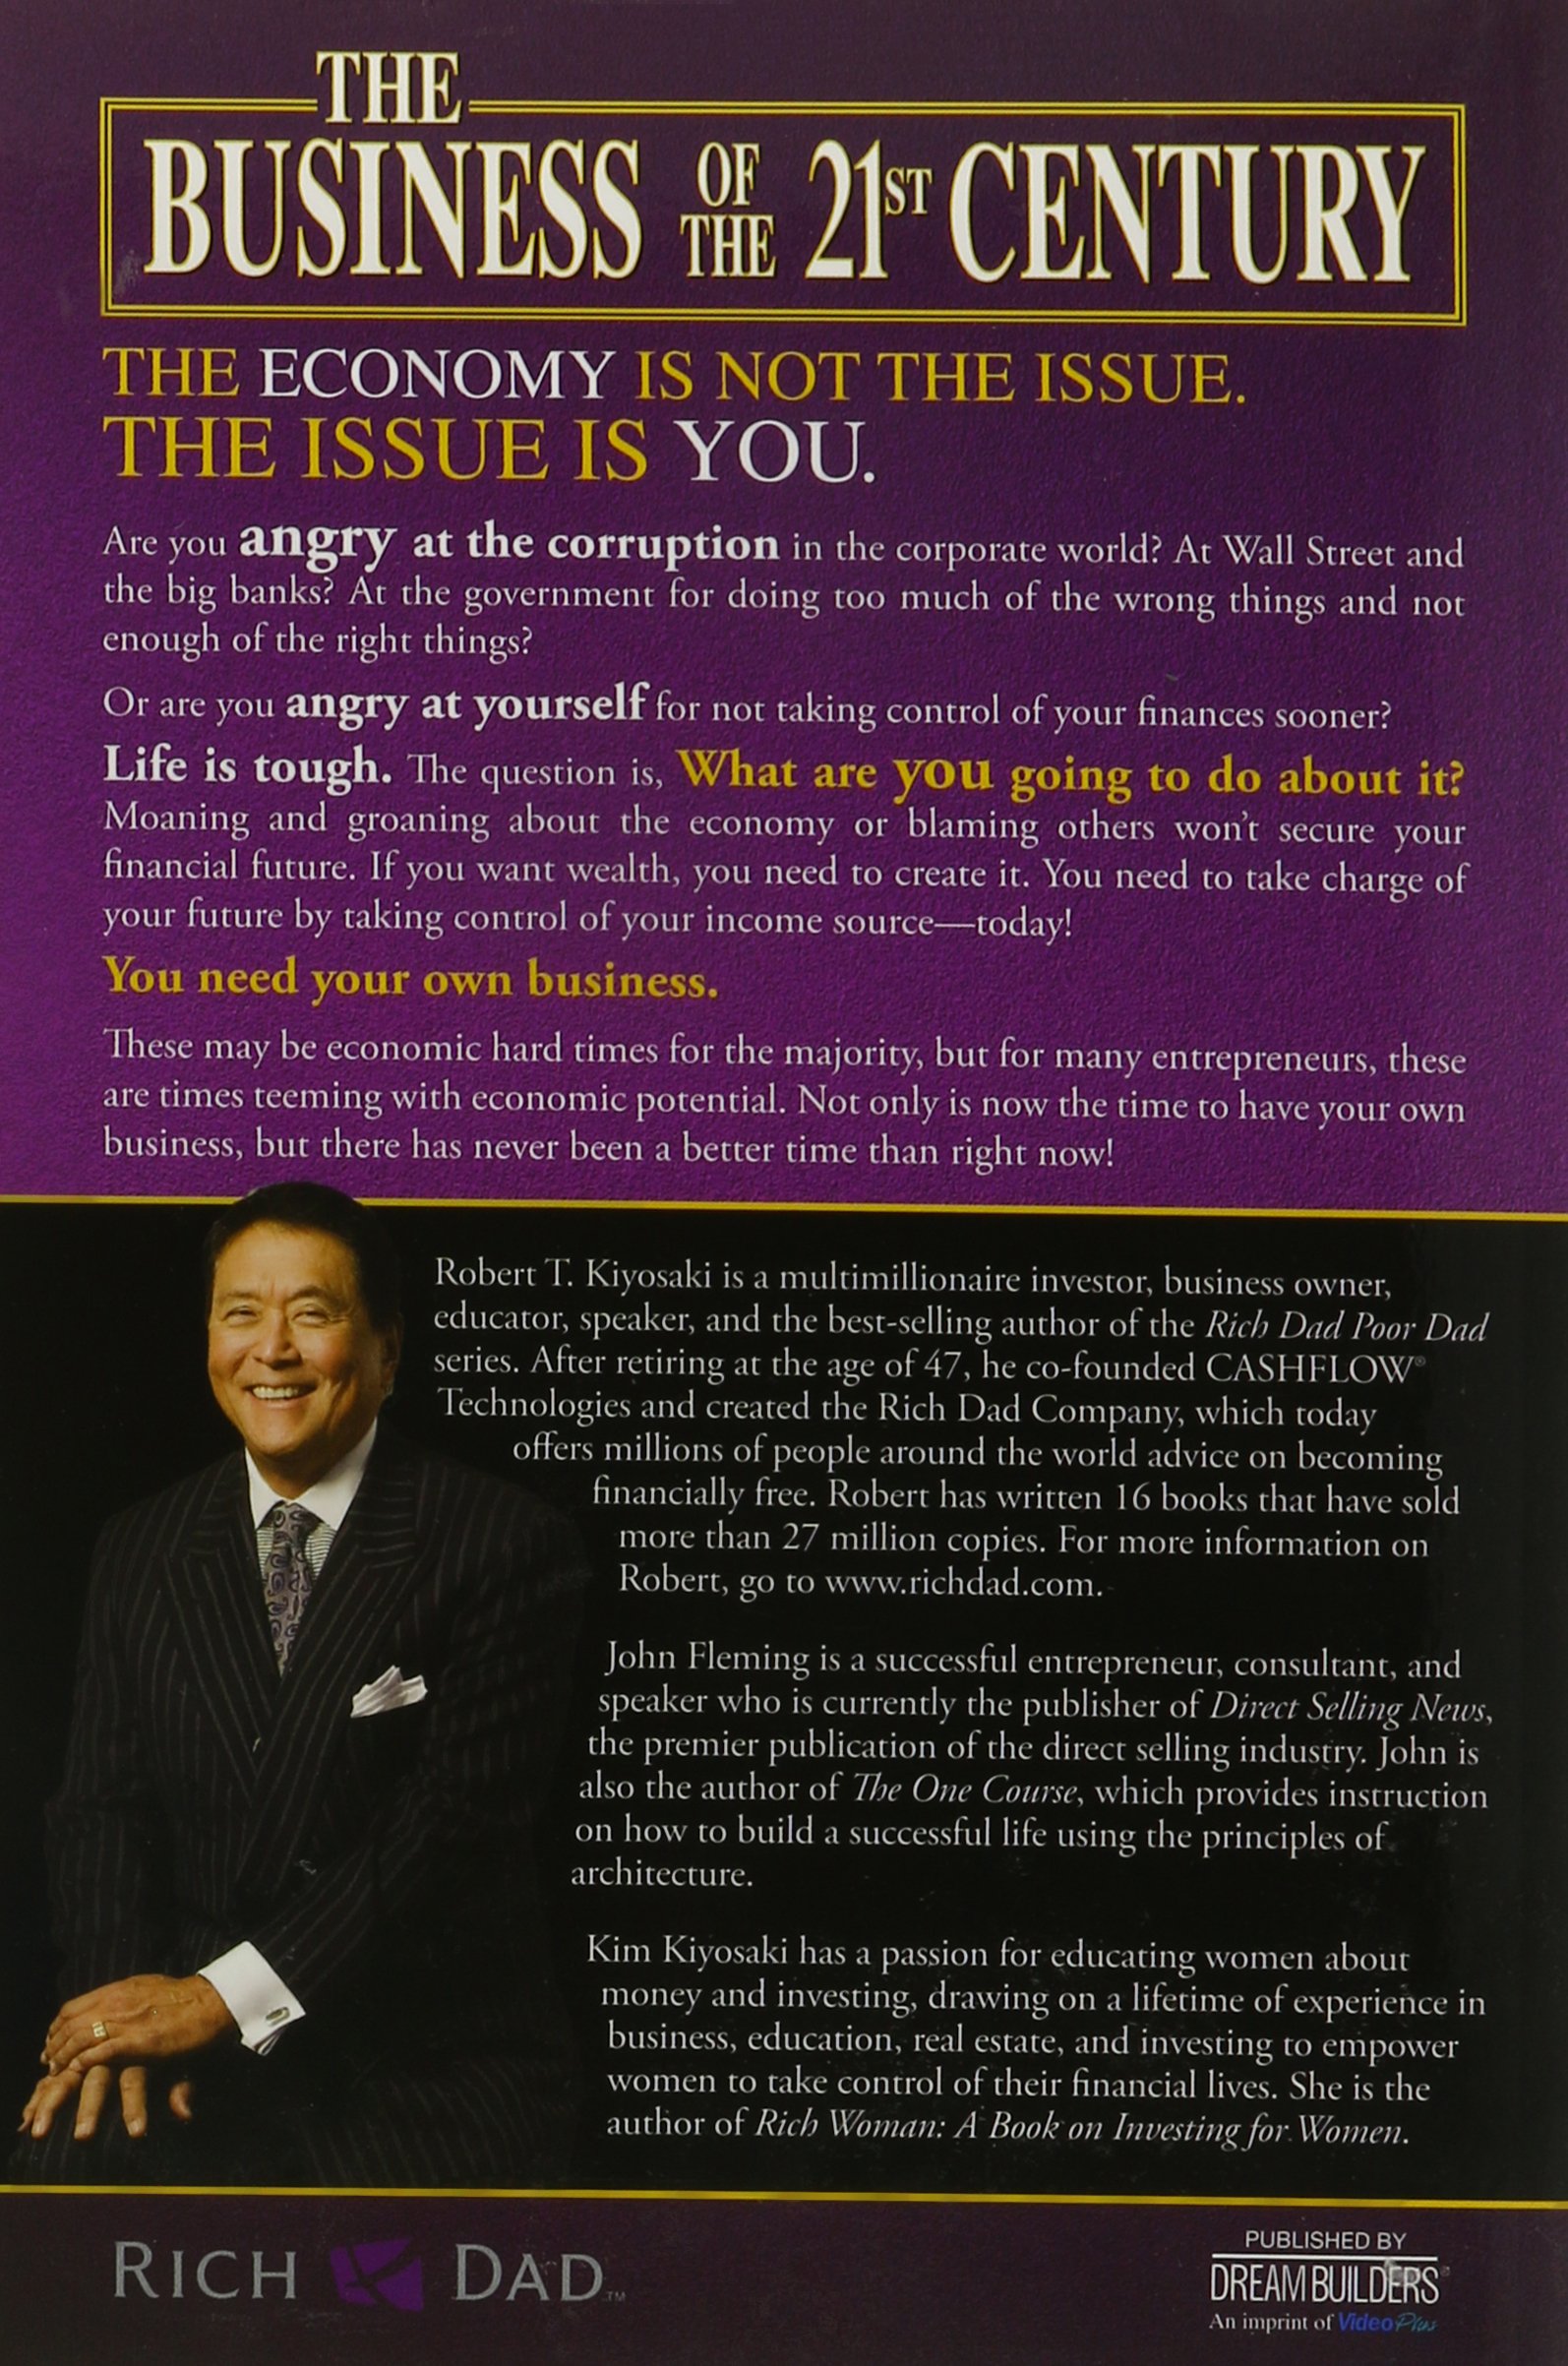 THE
BUSINESS OF THE 21ST CENTURY
THE ECONOMY IS NOT THE ISSUE.
THE ISSUE IS YOU.
Are you angry at the corruption in the corporate world? At Wall Street and
the big banks? At the government for doing too much of the wrong things and not
enough of the right things?
Or are you angry at yourself for not taking control of your finances sooner?
Life is tough. The question is, What are you going to do about it?
Moaning and groaning about the economy or blaming others won't secure your
financial future. If you want wealth, you need to create it. You need to take charge of
your future by taking control of your income source—today!
You need your own business.
These may be economic hard times for the majority, but for many entrepreneurs, these
are times teeming with economic potential. Not only is now the time to have your own
business, but there has never been a better time than right now!
Robert T. Kiyosaki is a multimillionaire investor, business owner,
educator, speaker, and the best-selling author of the Rich Dad Poor Dad
series. After retiring at the age of 47, he co-founded CASHFLOW®
Technologies and created the Rich Dad Company, which today
offers millions of people around the world advice on becoming
financially free. Robert has written 16 books that have sold
more than 27 million copies. For more information on
Robert, go to www.richdad.com.
John Fleming is a successful entrepreneur, consultant, and
speaker who is currently the publisher of Direct Selling News,
the premier publication of the direct selling industry. John is
also the author of The One Course, which provides instruction
on how to build a successful life using the principles of
architecture.
Kim Kiyosaki has a passion for educating women about
money and investing, drawing on a lifetime of experience in
business, education, real estate, and investing to empower
women to take control of their financial lives. She is the
author of Rich Woman: A Book on Investing for Women.
RICH DAD™
PUBLISHED BY
DREAM BUILDERS®
An imprint of VideoPlus